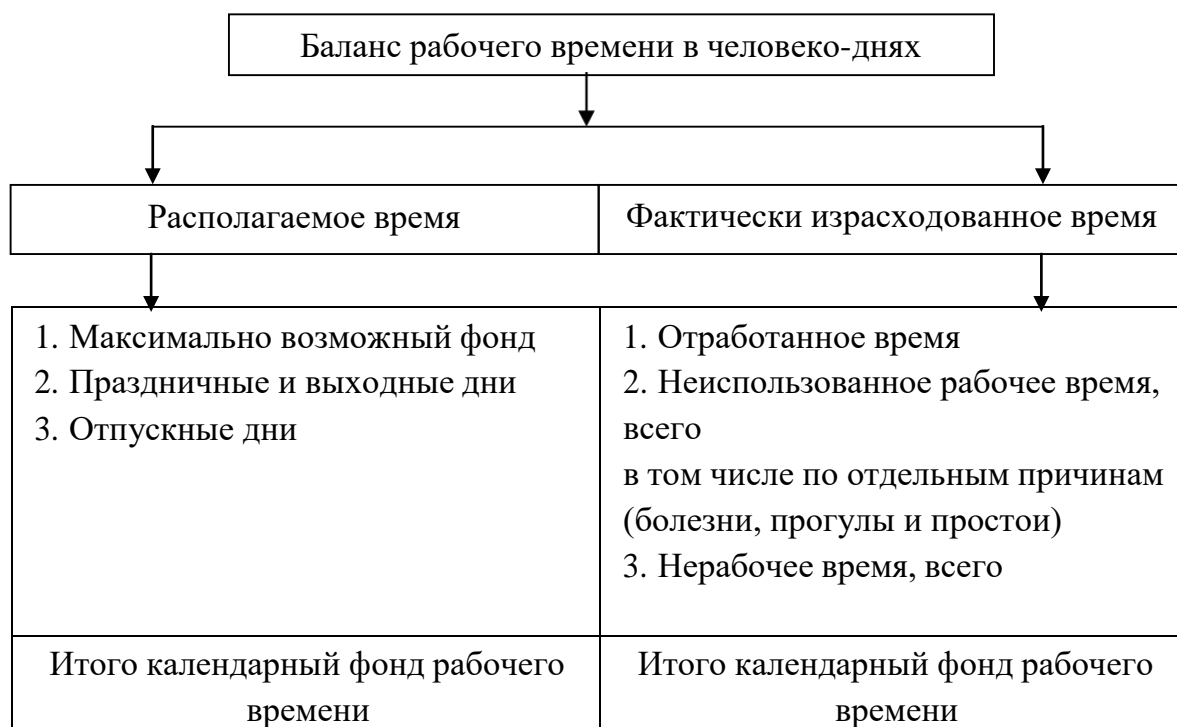 Баланс рабочего времени в человеко-днях
Располагаемое время
Фактически израсходованное время
1. Максимально возможный фонд
2. Праздничные и выходные дни
3. Отпускные дни
1. Отработанное время
2. Неиспользованное рабочее время,
всего
в том числе по отдельным причинам
(болезни, прогулы и простои)
3. Нерабочее время, всего
Итого календарный фонд рабочего
времени
Итого календарный фонд рабочего
времени